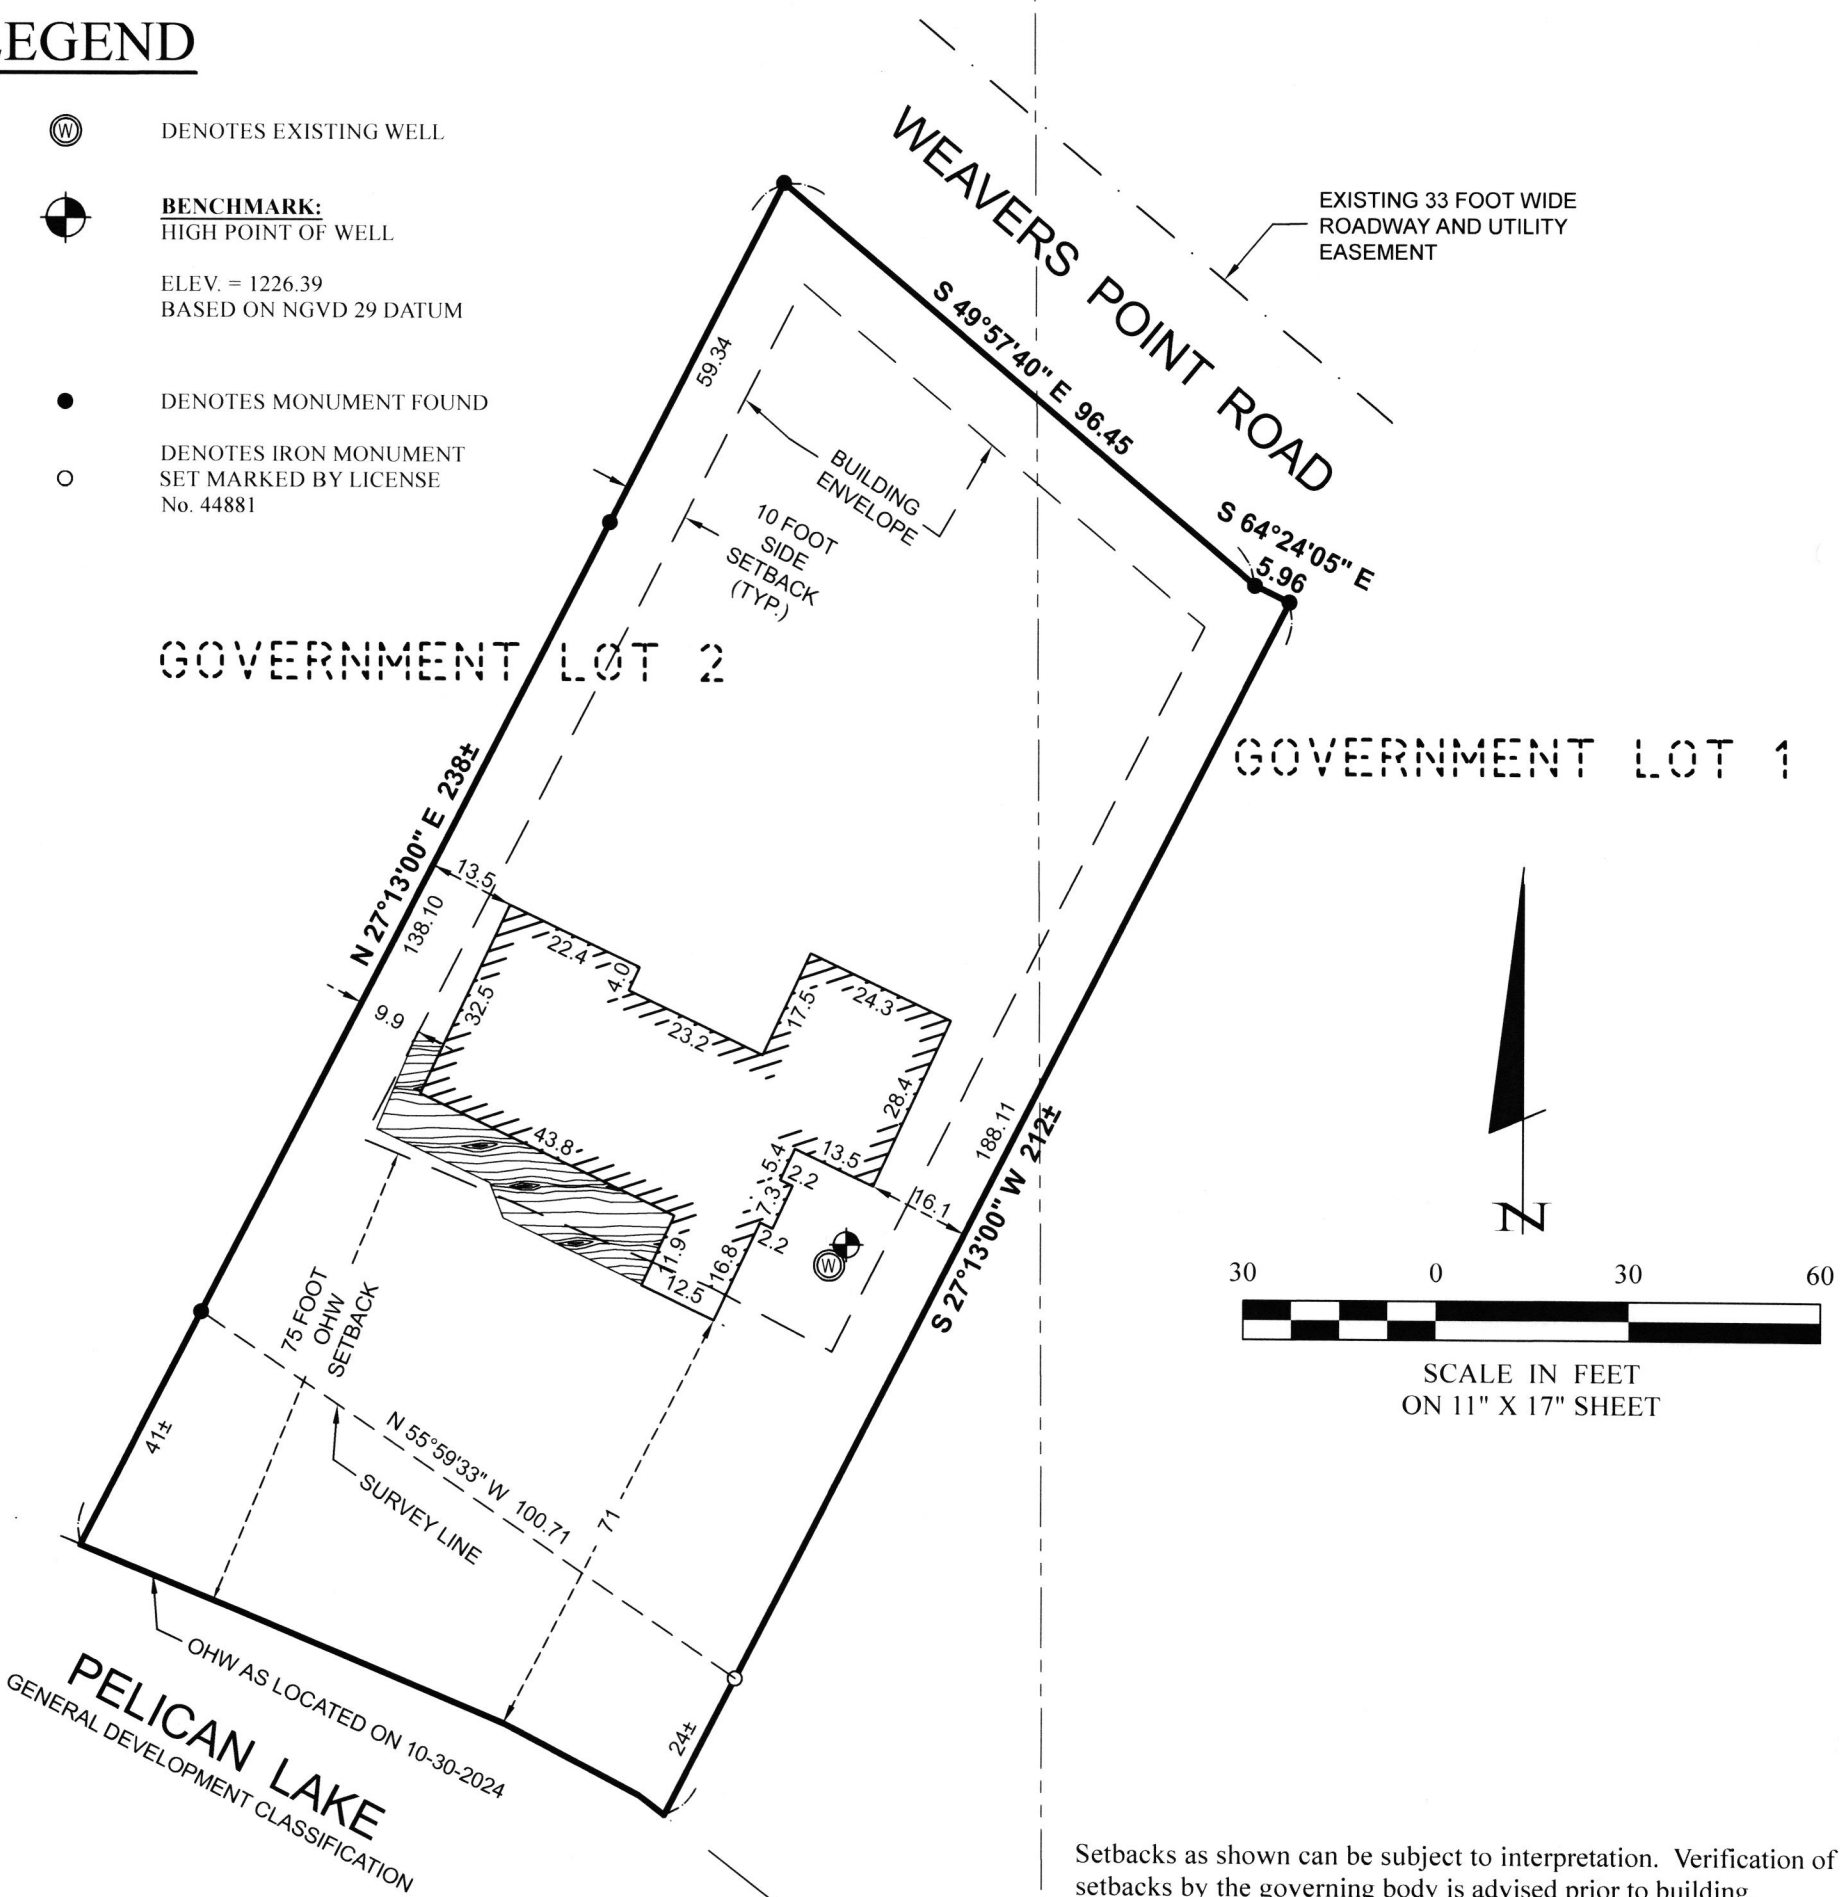 EGEND
W
DENOTES EXISTING WELL
BENCHMARK:
HIGH POINT OF WELL
ELEV. = 1226.39
BASED ON NGVD 29 DATUM
DENOTES MONUMENT FOUND
DENOTES IRON MONUMENT
SET MARKED BY LICENSE
No. 44881
WEAVERS POINT ROAD
EXISTING 33 FOOT WIDE
ROADWAY AND UTILITY
EASEMENT
S 49°57'40" E 96.45
S 64°24'05" E
5.96
59.34
BUILDING
ENVELOPE
10 FOOT
SIDE
SETBACK
(TYP.)
GOVERNMENT LOT 2
GOVERNMENT LOT 1
N 27°13'00" E 238±
138.10
13.5
22.4
4.0
32.5
23.2
17.5
24.3
9.9
28.4
43.8
5.4
13.5
2.2
7.3
2.2
11.9
16.8
12.5
16.1
188.11
S 27°13'00" W 212±
W
N
30 0 30 60
SCALE IN FEET
ON 11" X 17" SHEET
75 FOOT
OHW
SETBACK
71
41±
N 55°59'33" W 100.71
SURVEY LINE
24±
OHW AS LOCATED ON 10-30-2024
PELICAN LAKE
GENERAL DEVELOPMENT CLASSIFICATION
Setbacks as shown can be subject to interpretation. Verification of
setbacks by the governing body is advised prior to building